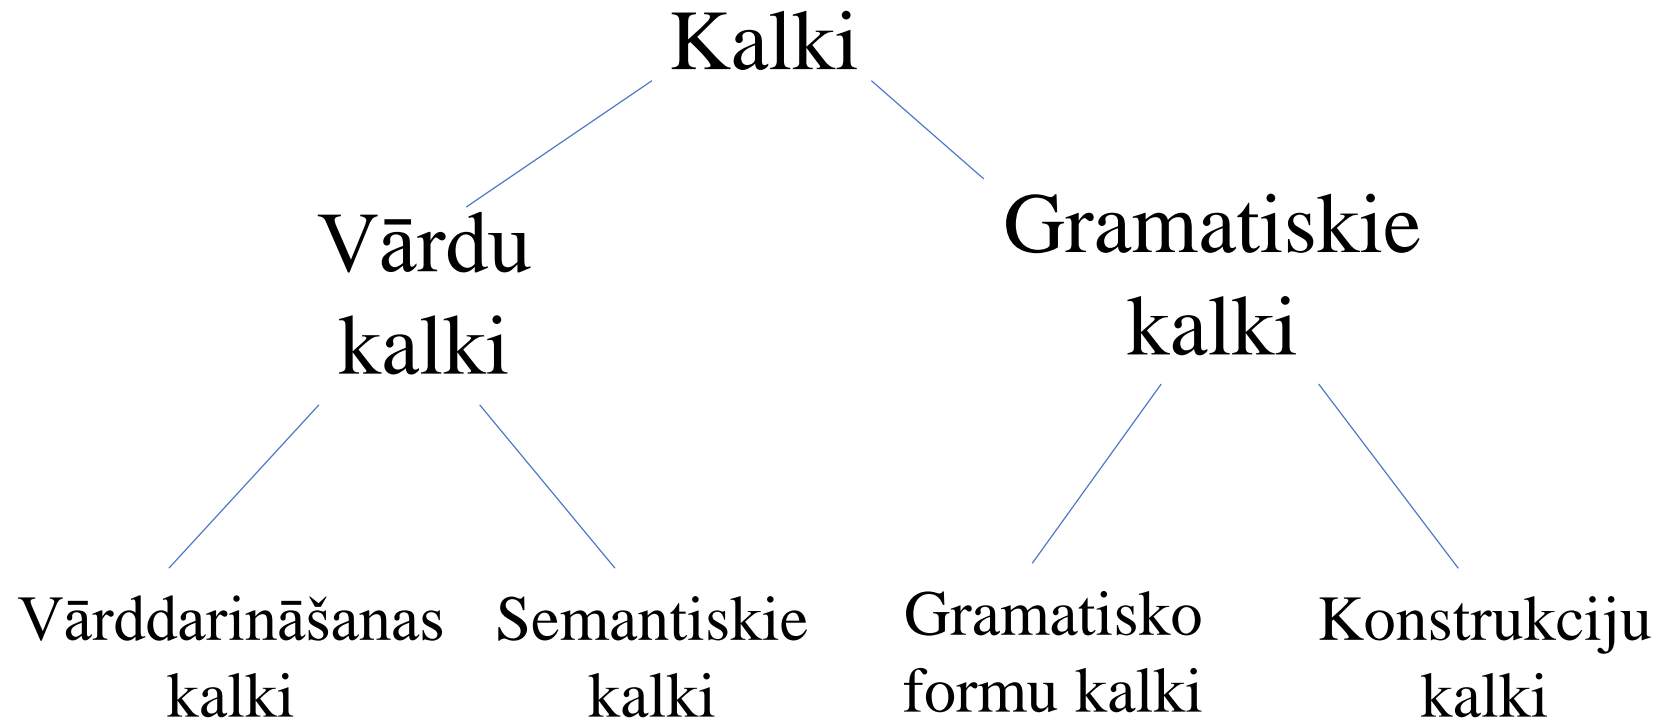 Kalki
Vārdu
kalki
Gramatiskie
kalki
Vārddarināšanas
kalki
Semantiskie
kalki
Gramatisko
formu kalki
Konstrukciju
kalki